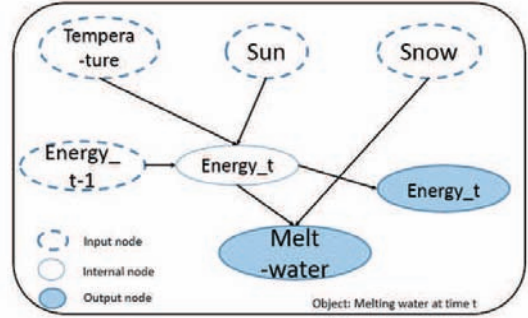 Tempera
-ture
Sun
Snow
Energy_
t-1
Energy_t
Energy_t
Melt
-water
Input node
Internal node
Output node
Object: Melting water at time t